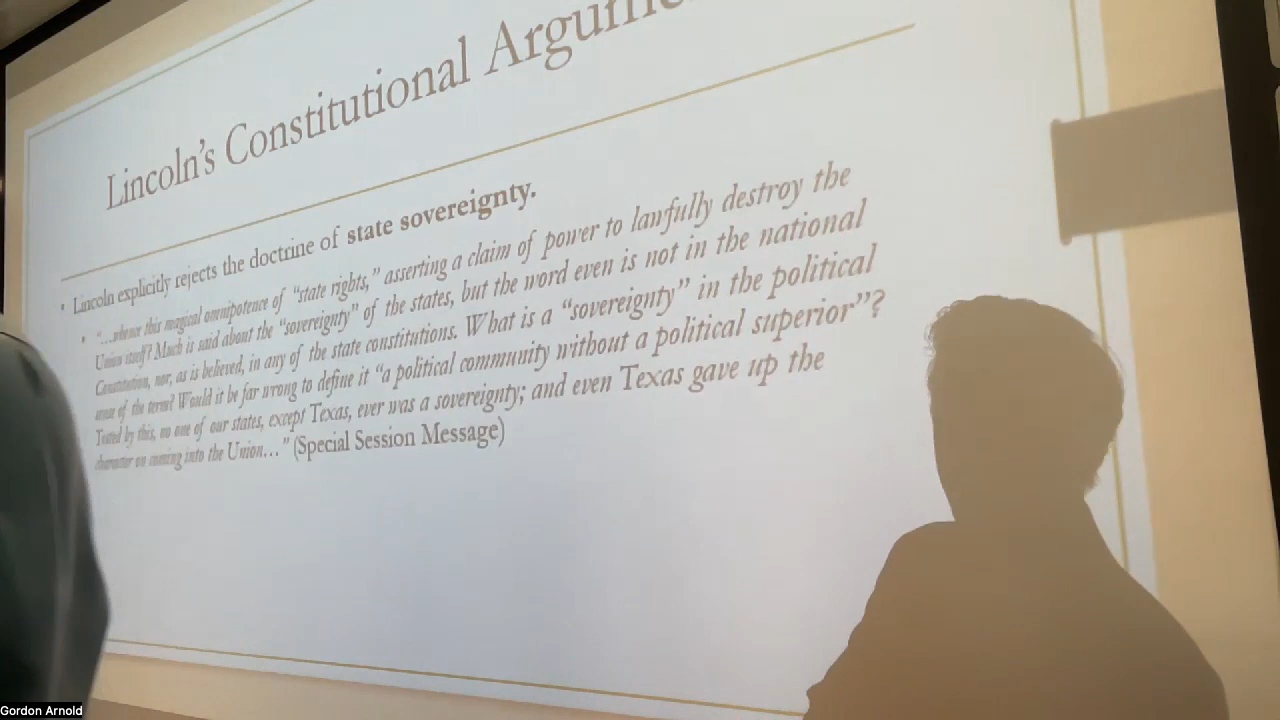 Lincoln's Constitutional Argume
• Lincoln explicitly rejects the doctrine of state sovereignty.
• "…whence this magical omnipotence of "state rights," asserting a claim of power to lawfully destroy the
Union itself? Much is said about the "sovereignty" of the states, but the word even is not in the national
Constitution, nor, as is believed, in any of the state constitutions. What is a "sovereignty" in the political
sense of the term? Would it be far wrong to define it "a political community without a political superior"?
Tested by this, no one of our states, except Texas, ever was a sovereignty; and even Texas gave up the
character on coming into the Union…" (Special Session Message)
Gordon Arnold